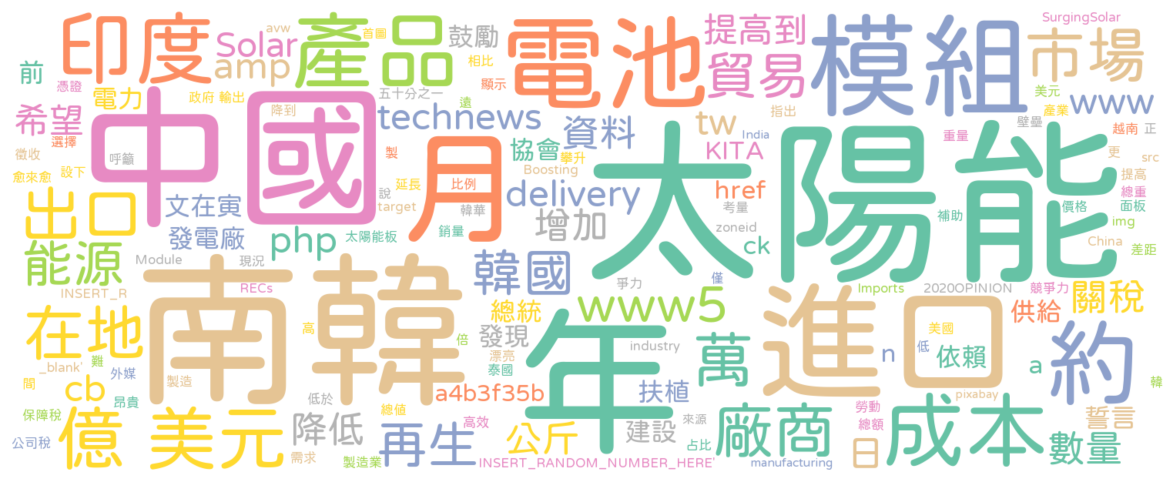 印度
Solar
amp
avw
產品
首圖
鼓勵
相比
電池
提高到
貿易
模組
SurgingSolar
市場
前
憑證
電力
政府
輸出
降到
五十分之一
遠
顯示
technews
資料
tw
指出
美元
產業
www
希望
選擇
中國
月
協會
攀升
KITA
India
重量
壁壘
越南
正
徵收
呼籲
製
Boosting
更
src
愈來愈
設下
延長
比例
delivery
href
太陽能
提高
總重
出口
文在寅
說
target
韓華
增加
考量
補助
價格
面板
img
發電廠
php
太陽能板
銷量
zoneid
ck
China
差距
能源
Module
現況
韓國
爭力
僅
INSERT_R
RECs
南韓
總統
www5
Imports
2020OPINION
競爭力
關稅
在地
高
倍
發現
年
進口
供給
美國
約
_blank'
難
漂亮
泰國
industry
萬
n
低
依賴
a
關
外媒
cb
製造
低於
a4b3f35b
扶植
pixabay
韓
保障稅
昂貴
總值
高效
來源
廠商
勞動
成本
誓言
公司稅
億
美元
降低
再生
公斤
建設
總額
數量
需求
製造業
INSERT_RANDOM_NUMBER_HERE'
占比
manufacturing
日